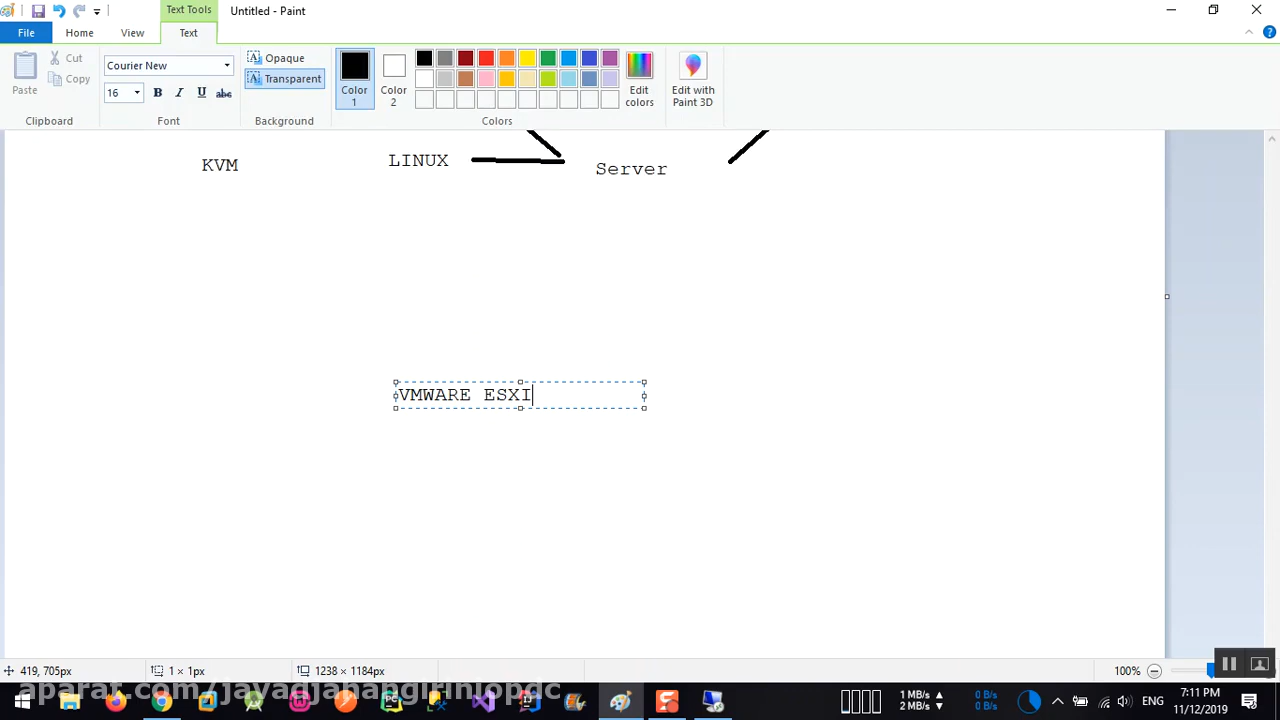 Text Tools
Untitled - Paint
File
Home
View
Text
Paste
Cut
Copy
Clipboard
Courier New
16
B
I
U
abc
Font
A
Opaque
A
Transparent
Background
Color
1
Color
2
Edit
colors
Colors
Edit with
Paint 3D
KVM
LINUX
Server
VMWARE ESXI
419, 705px
1 × 1px
1238 × 1184px
100%
1 MB/s
2 MB/s
0 B/s
0 B/s
ENG
7:11 PM
11/12/2019